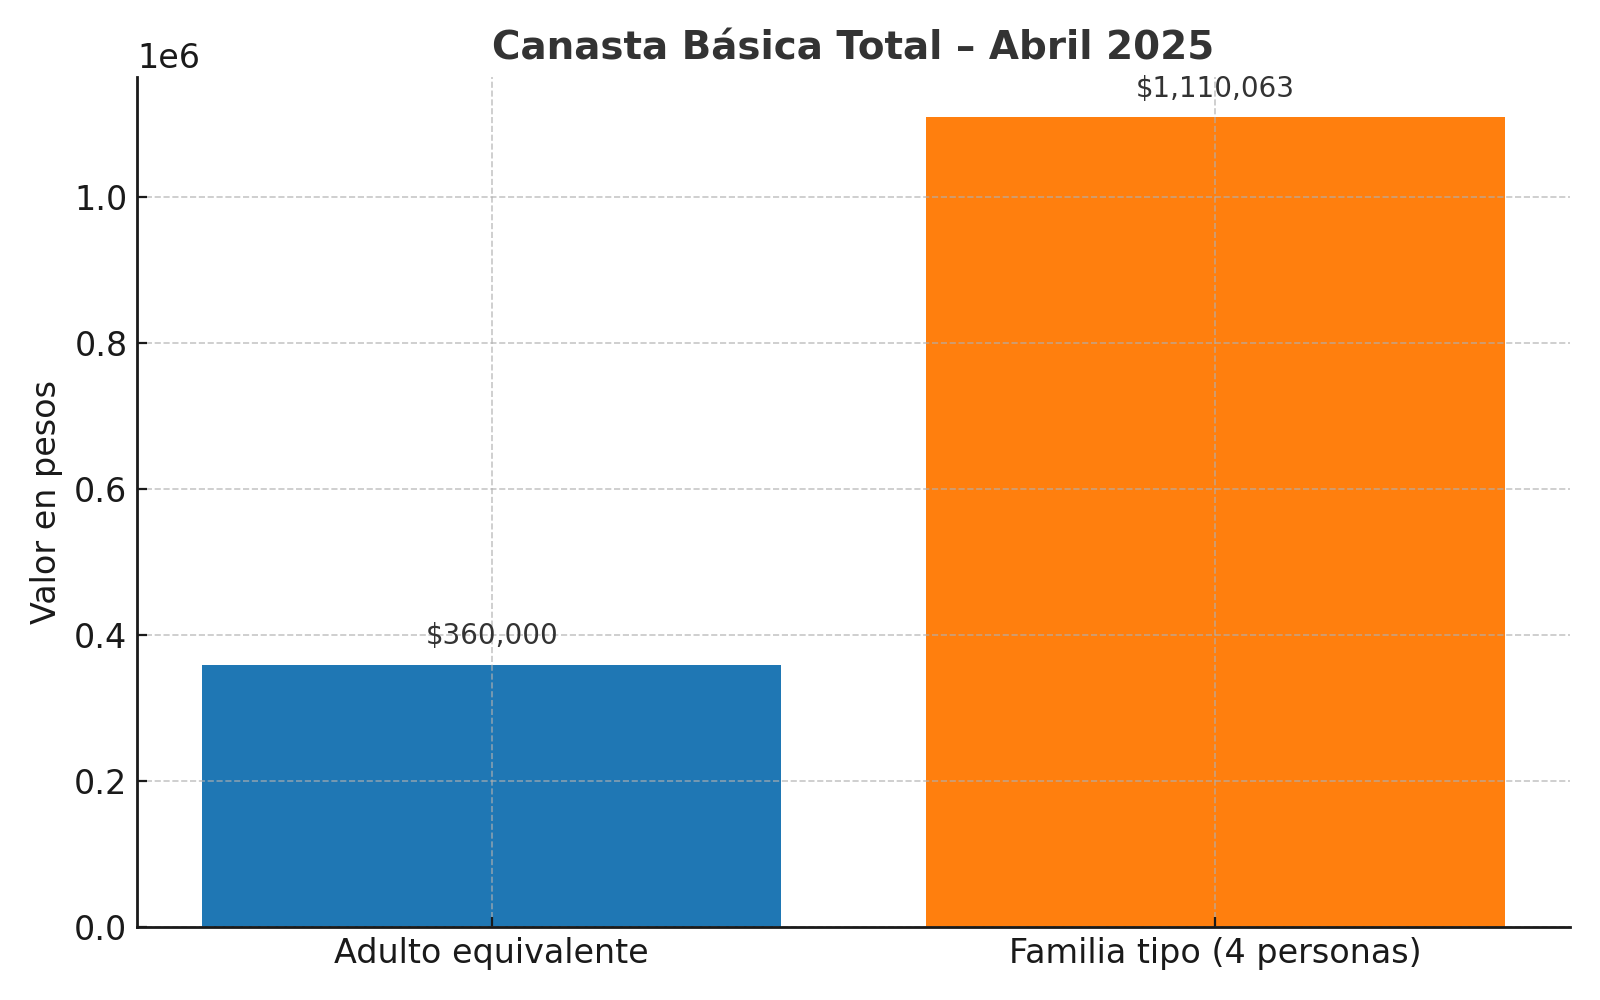 Canasta Básica Total – Abril 2025
1e6
$1,110,063
1.0
0.8
0.6
$360,000
0.4
0.2
0.0
Valor en pesos
Adulto equivalente
Familia tipo (4 personas)